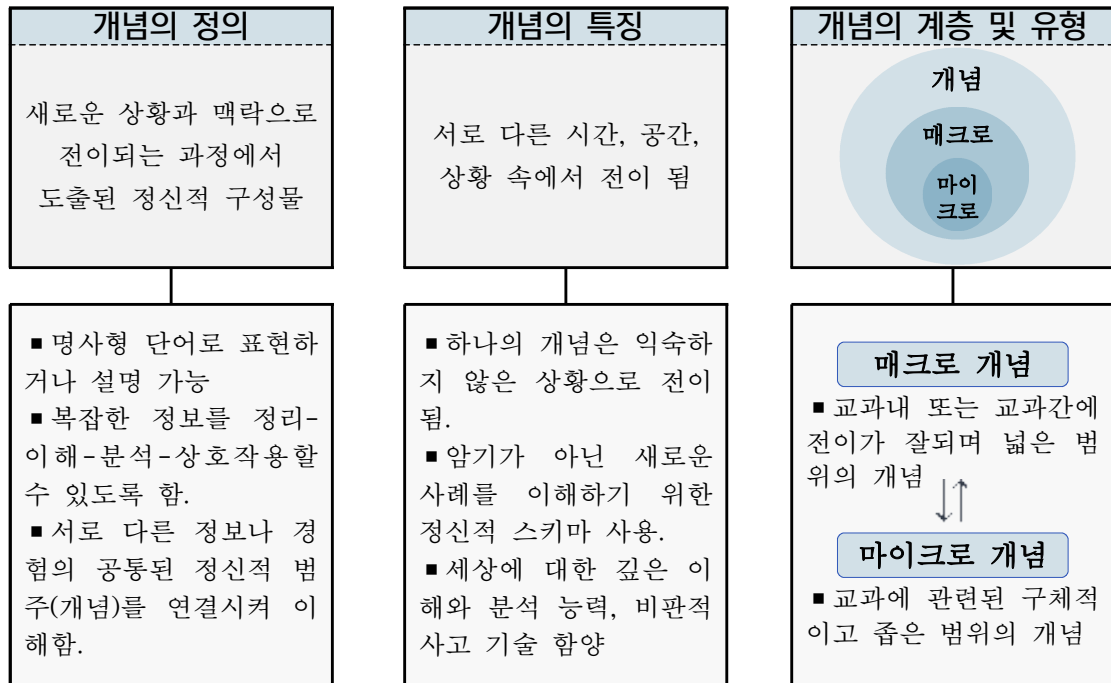 개념의 정의
새로운 상황과 맥락으로
전이되는 과정에서
도출된 정신적 구성물
■ 명사형 단어로 표현하
거나 설명 가능
■ 복잡한 정보를 정리-
이해-분석-상호작용할
수 있도록 함.
■ 서로 다른 정보나 경
험의 공통된 정신적 범
주(개념)를 연결시켜 이
해함.
개념의 특징
서로 다른 시간, 공간,
상황 속에서 전이 됨
■ 하나의 개념은 익숙하
지 않은 상황으로 전이
됨.
■ 암기가 아닌 새로운
사례를 이해하기 위한
정신적 스키마 사용.
■ 세상에 대한 깊은 이
해와 분석 능력, 비판적
사고 기술 함양
개념의 계층 및 유형
개념
매크로
마이
크로
매크로 개념
■ 교과내 또는 교과간에
전이가 잘되며 넓은 범
위의 개념
마이크로 개념
■ 교과에 관련된 구체적
이고 좁은 범위의 개념